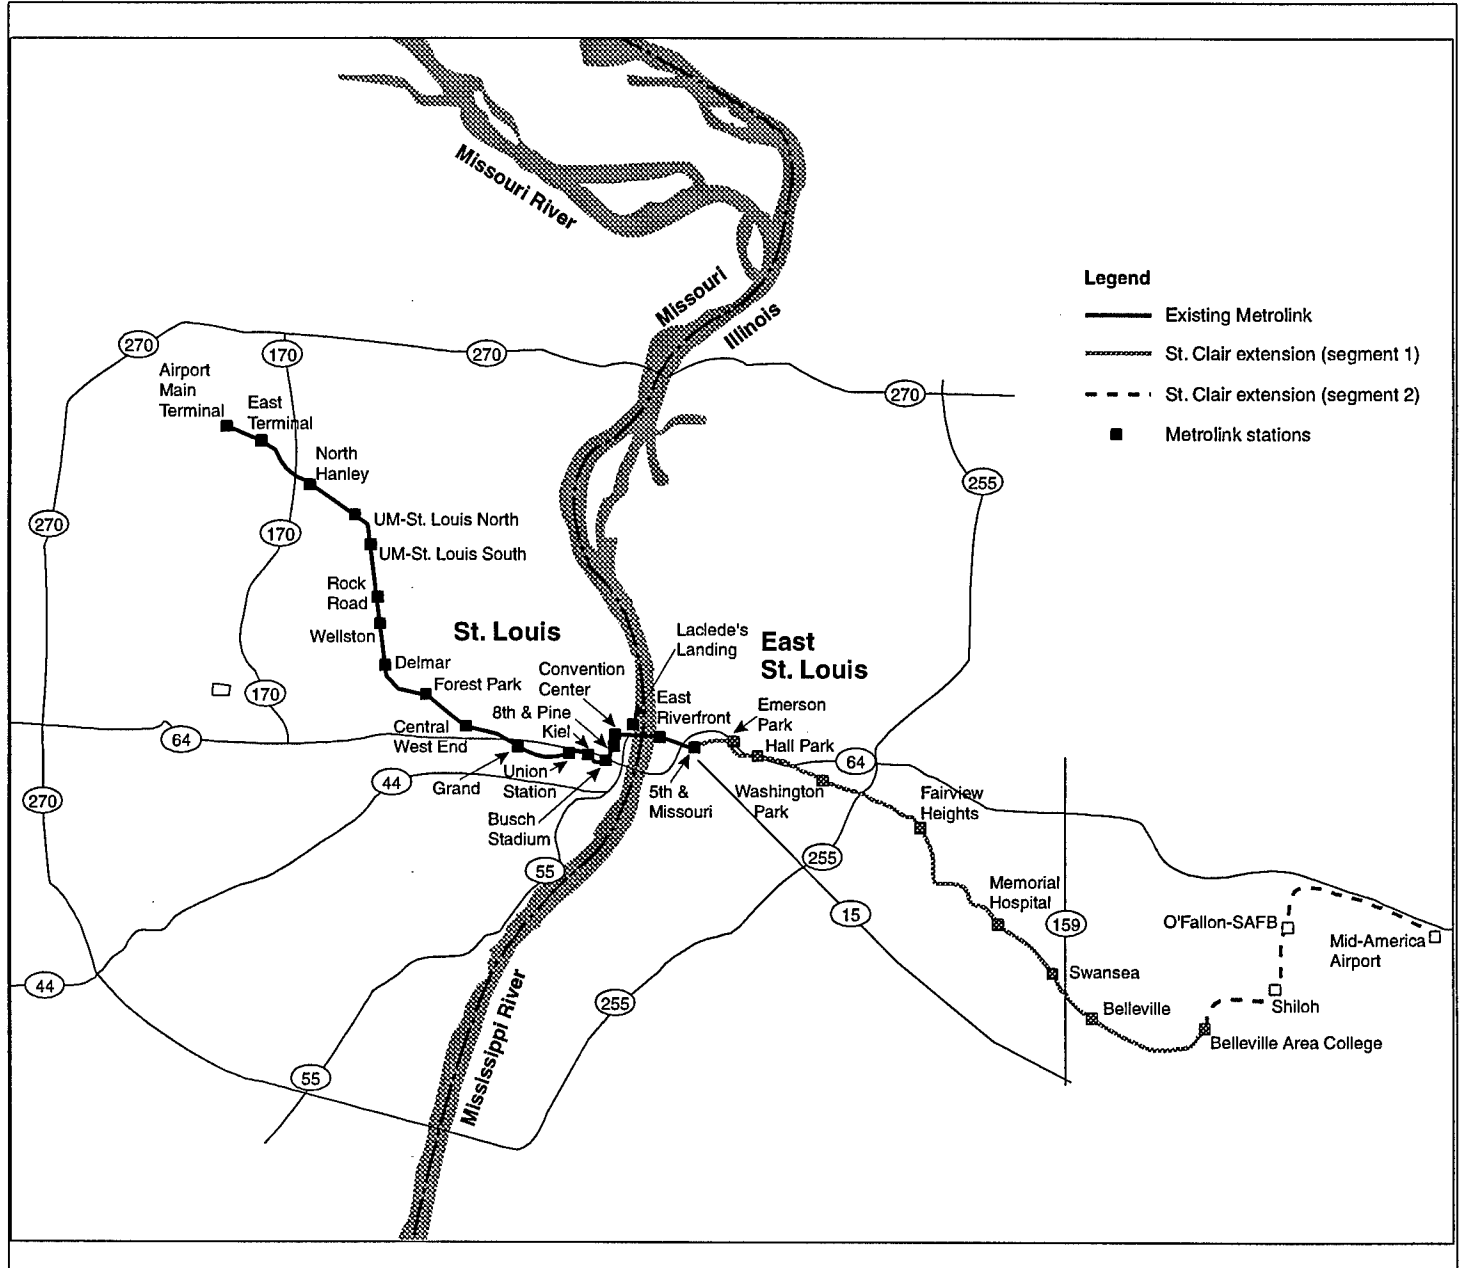 Missouri River
Missouri
Illinois
Legend
Existing Metrolink
St. Clair extension (segment 1)
St. Clair extension (segment 2)
Metrolink stations
270
170
270
270
255
270
170
170
64
270
44
44
55
55
255
255
64
15
159
Airport
Main
Terminal
East
Terminal
North
Hanley
UM-St. Louis North
UM-St. Louis South
Rock
Road
Wellston
Delmar
Forest Park
Central
West End
Grand
Union
Station
Kiel
8th & Pine
Convention
Center
Busch
Stadium
St. Louis
Laclede's
Landing
East
St. Louis
East
Riverfront
5th &
Missouri
Emerson
Park
Hall Park
Washington
Park
Fairview
Heights
Memorial
Hospital
Swansea
Belleville
Belleville Area College
Shiloh
O'Fallon-SAFB
Mid-America
Airport
Mississippi River